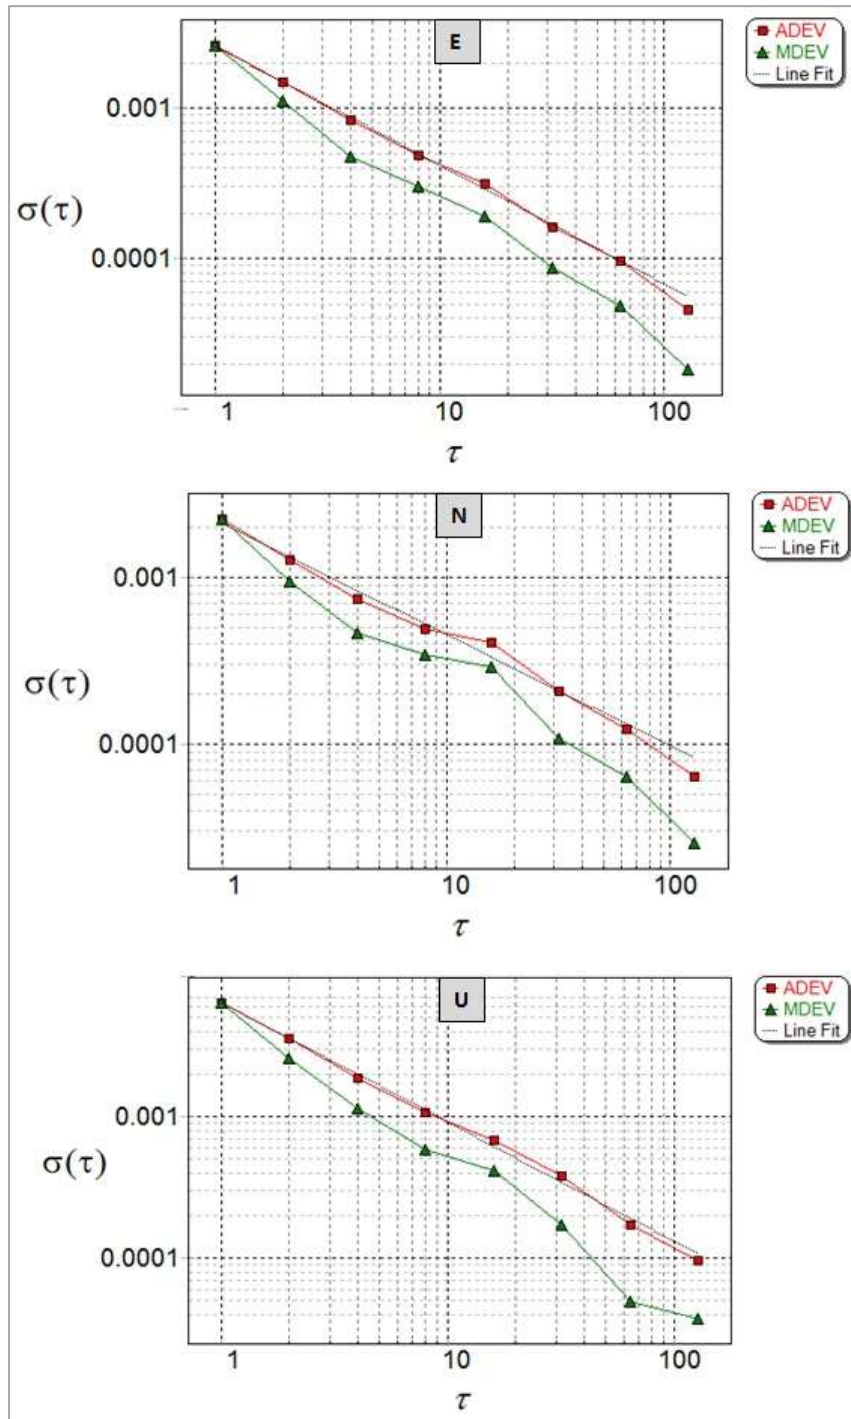 E
ADEV
MDEV
Line Fit
0.001
σ(τ)
0.0001
1 10 100
τ
N
ADEV
MDEV
Line Fit
0.001
σ(τ)
0.0001
1 10 100
τ
U
ADEV
MDEV
Line Fit
0.001
σ(τ)
0.0001
1 10 100
τ